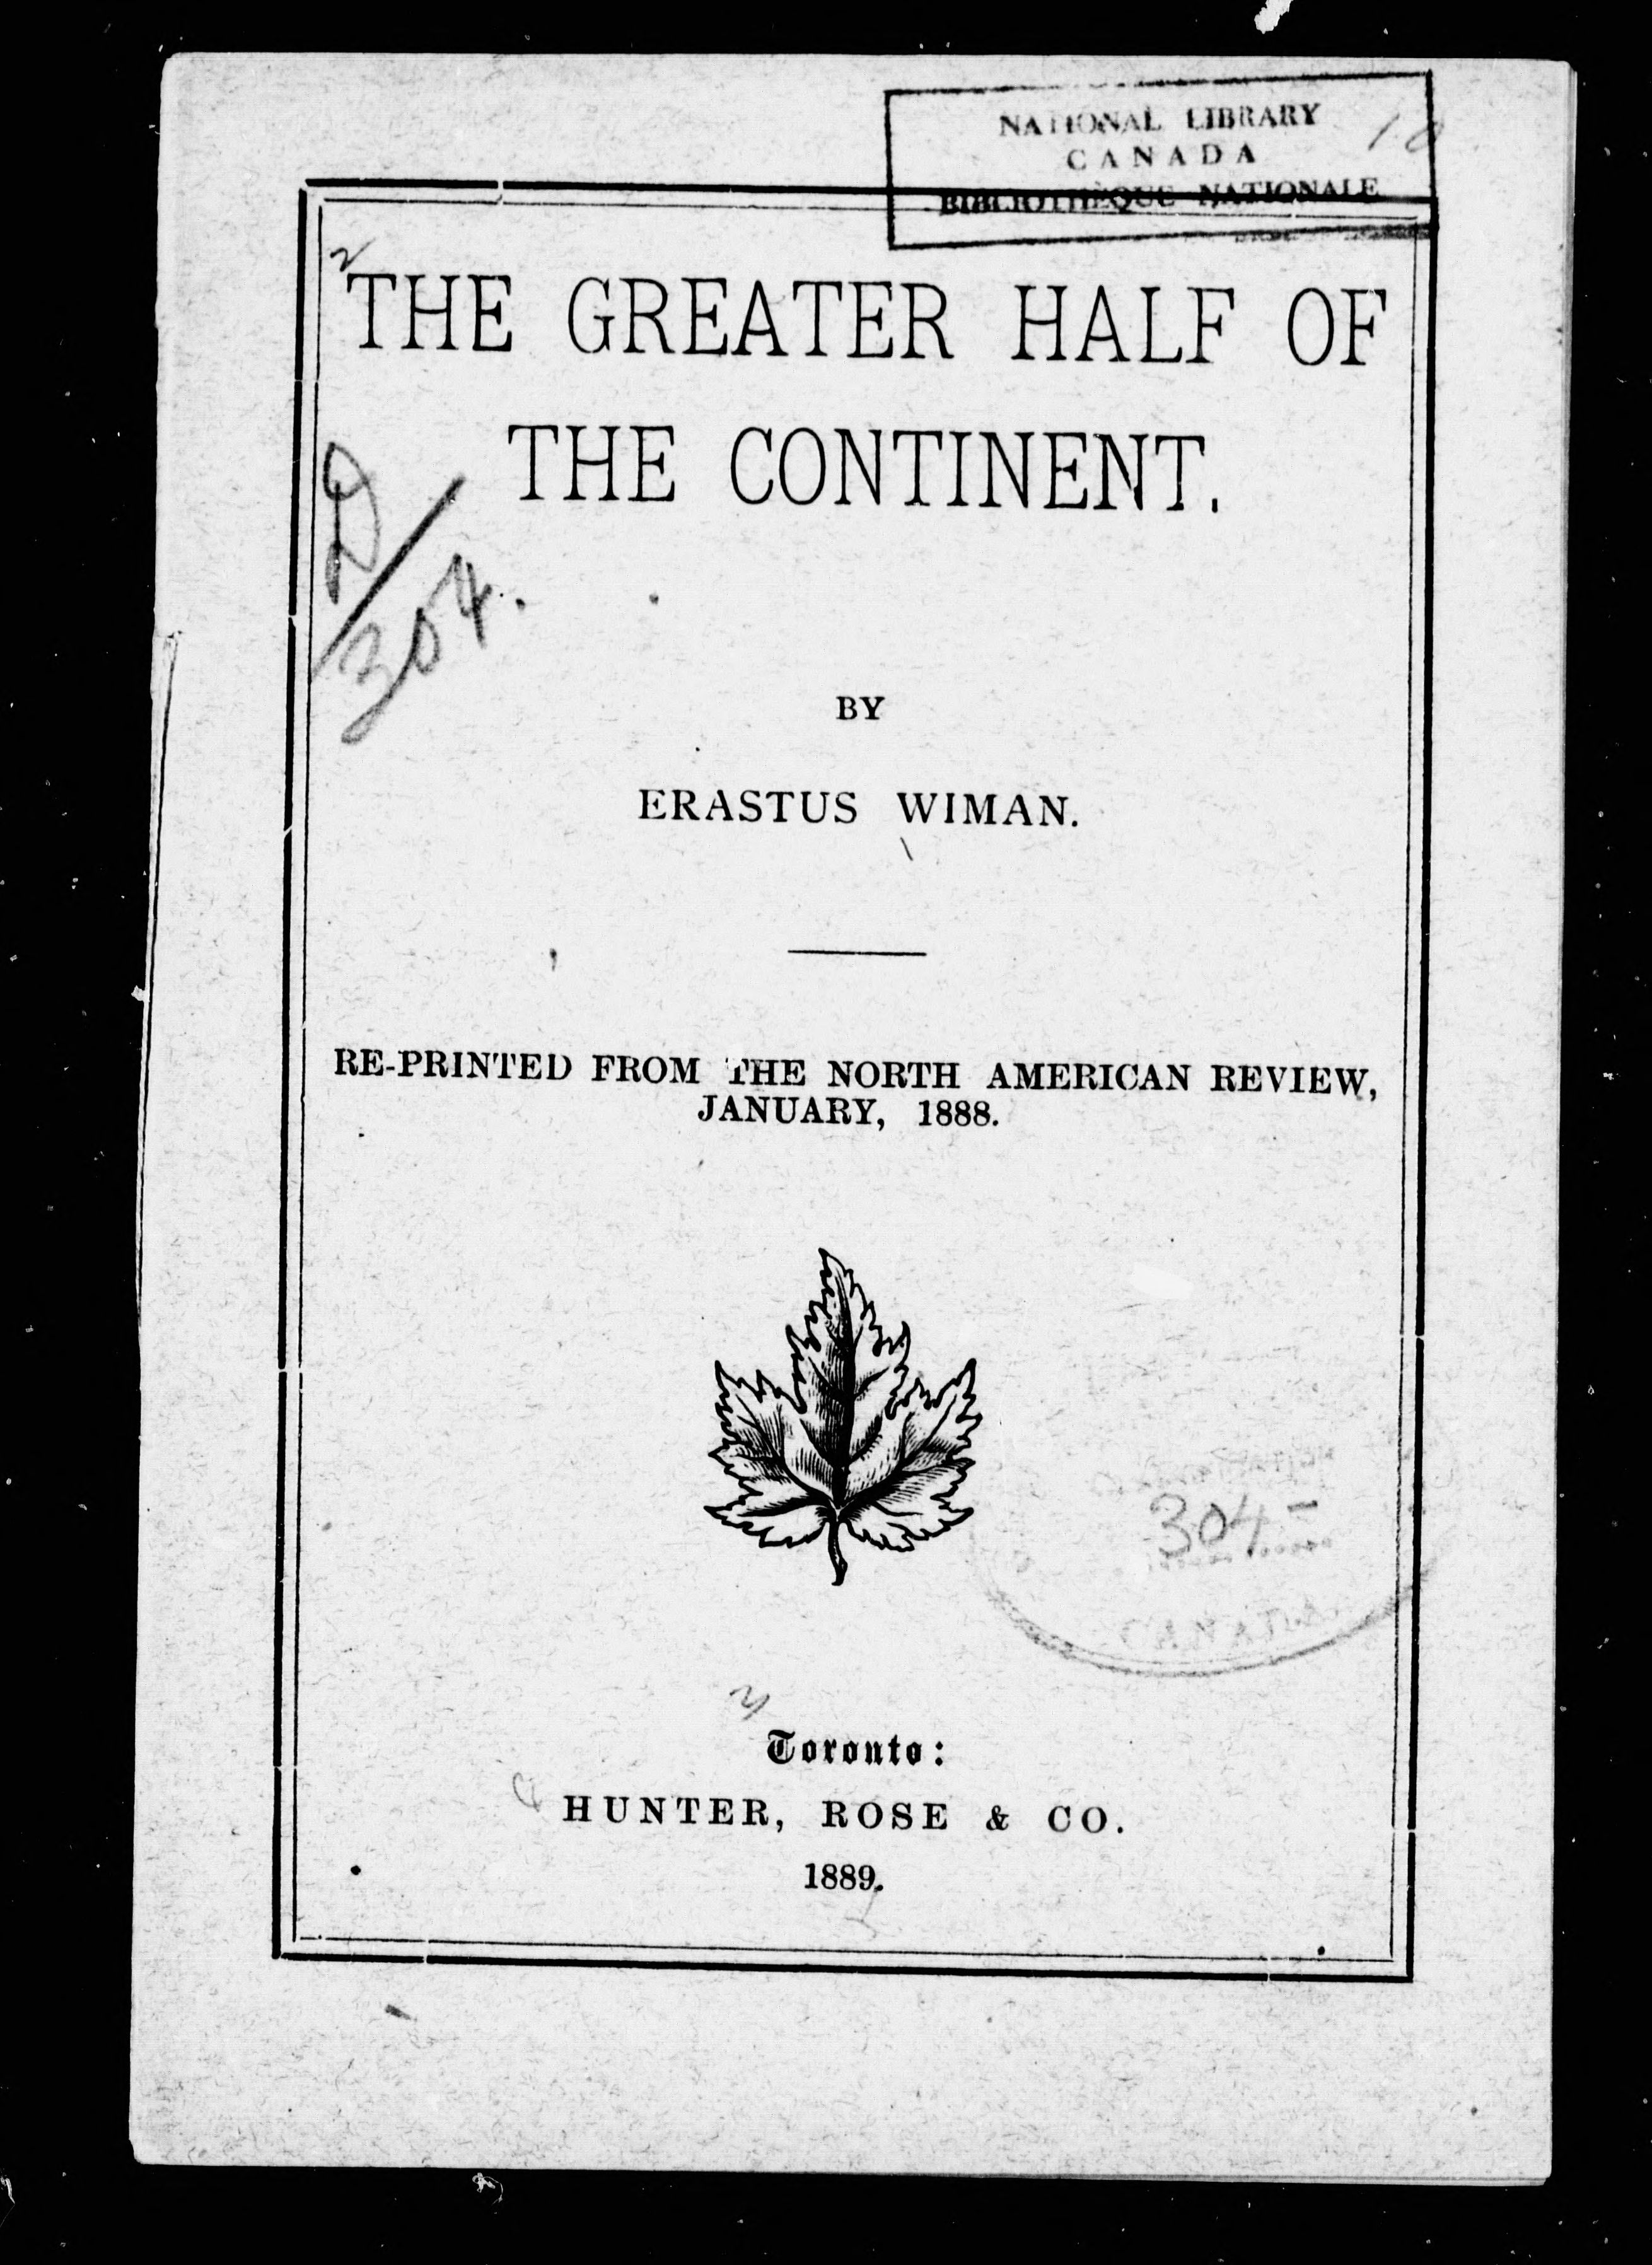 NATIONAL LIBRARY
CANADA
BIBLIOTHÈQUE NATIONALE
THE GREATER HALF OF
THE CONTINENT.
D/304.
BY
ERASTUS WIMAN.
RE-PRINTED FROM THE NORTH AMERICAN REVIEW,
JANUARY, 1888.
304-
CANADA
Toronto:
HUNTER, ROSE & CO.
1889.